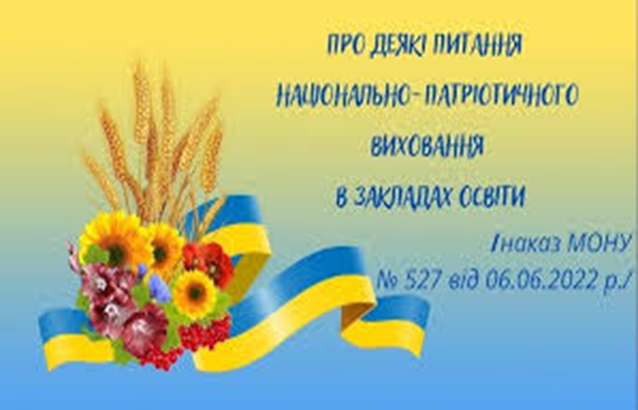 ПРО ДЕЯКІ ПИТАННЯ
НАЦІОНАЛЬНО-ПАТРІОТИЧНОГО
ВИХОВАННЯ
В ЗАКЛАДАХ ОСВІТИ
/наказ МОНУ
№ 527 від 06.06.2022 р./